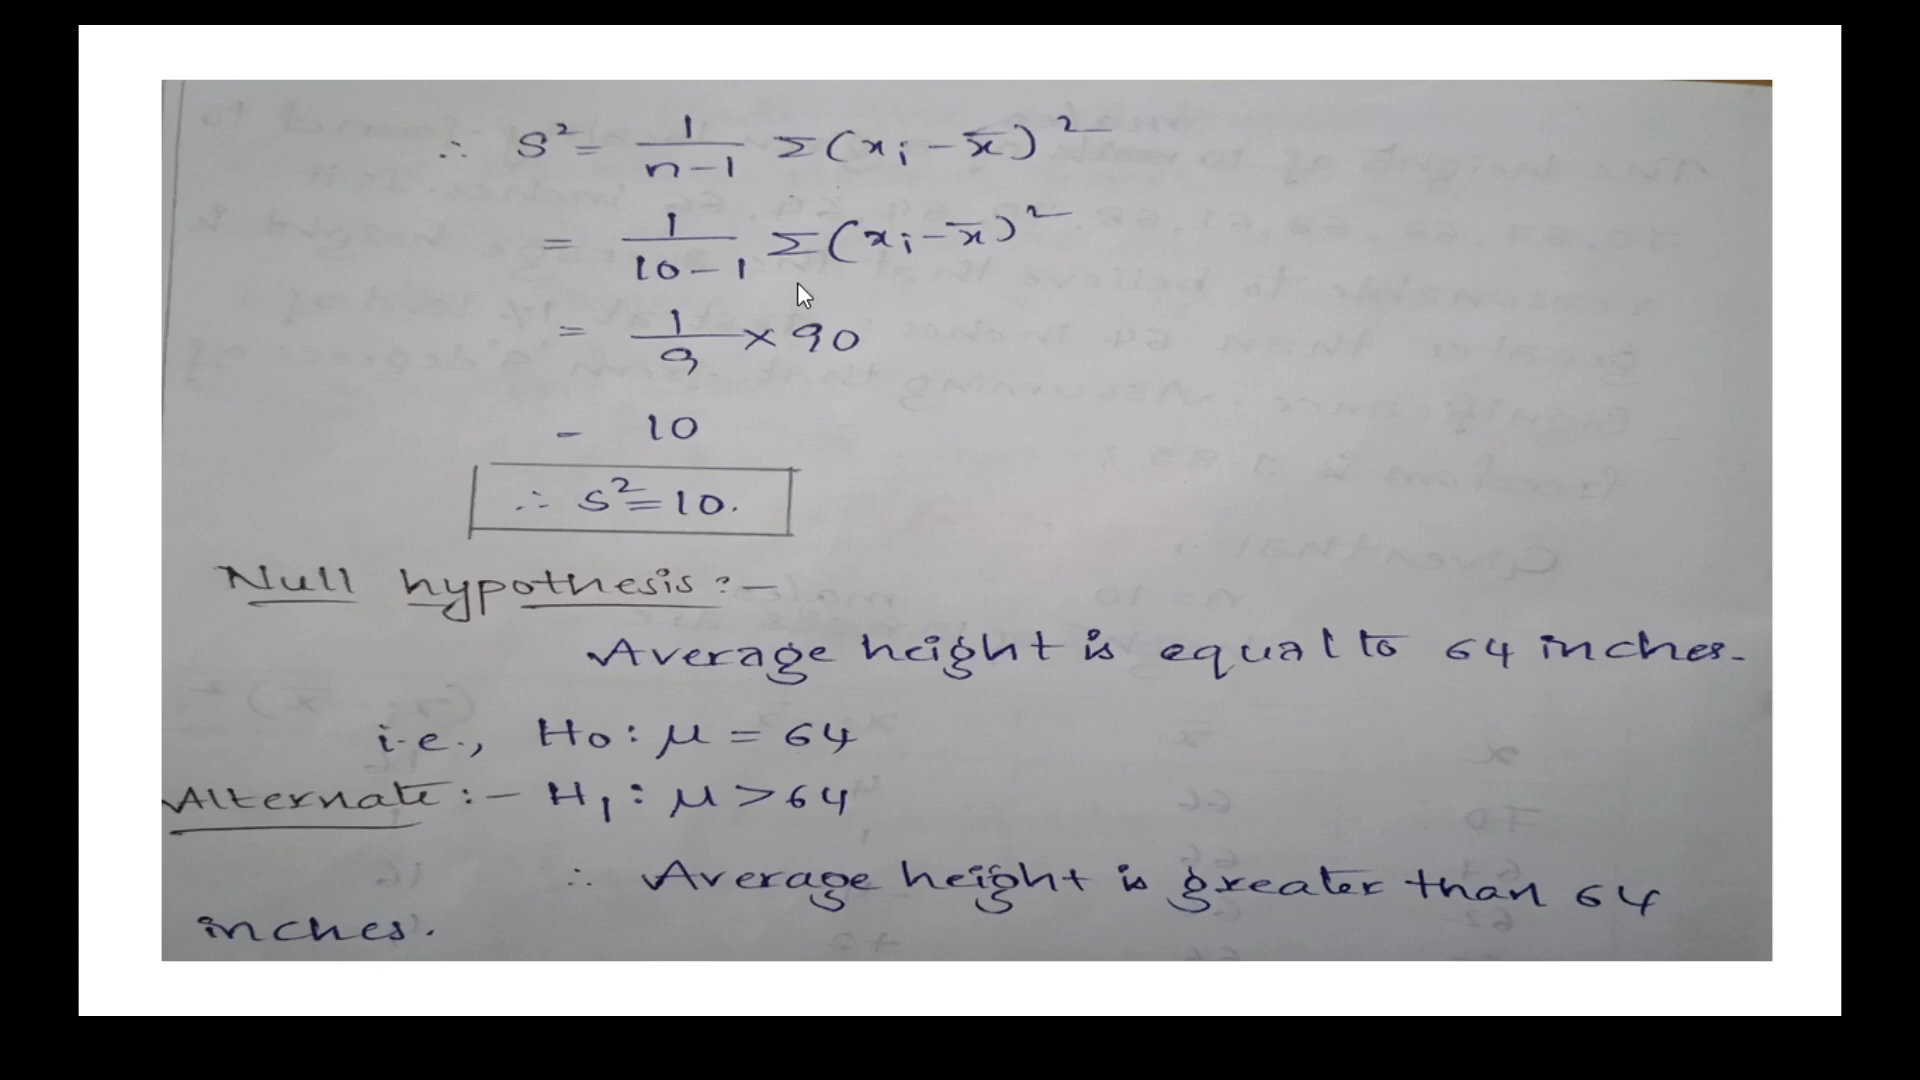 ∴ S² = 1/(n-1) Σ(xᵢ - x̄)²
= 1/(10-1) Σ(xᵢ - x̄)²
= 1/9 × 90
- 10
∴ S² = 10.
Null hypothesis :-
Average height is equal to 64 inches.
i.e., H₀ : μ = 64
Alternate :- H₁ : μ > 64
∴ Average height is greater than 64
inches.